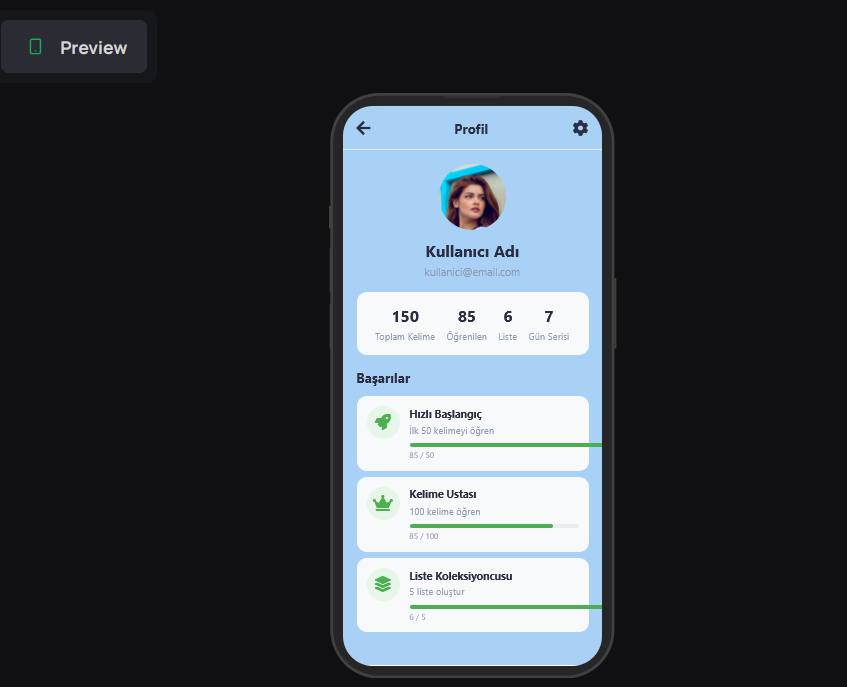 Preview
Profil
Kullanıcı Adı
kullanici@email.com
150 85 6 7
Toplam Kelime Öğrenilen Liste Gün Serisi
Başarılar
Hızlı Başlangıç
İlk 50 kelimeyi öğren
85 / 50
Kelime Ustası
100 kelime öğren
85 / 100
Liste Koleksiyoncusu
5 liste oluştur
6 / 5